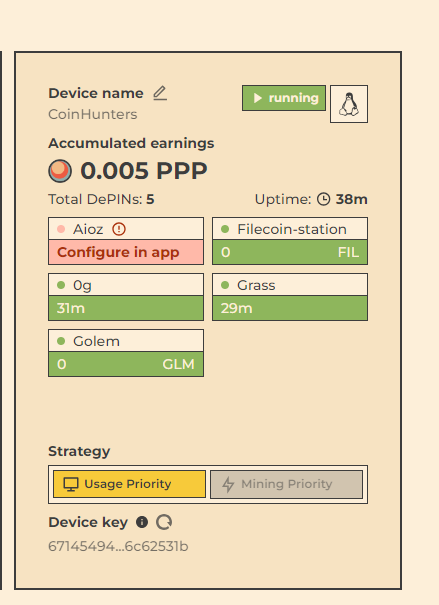 Device name
running
CoinHunters
Accumulated earnings
0.005 PPP
Total DePINs: 5
Uptime: 38m
Aioz
Configure in app
Filecoin-station
0 FIL
0g
31m
Grass
29m
Golem
0 GLM
Strategy
Usage Priority
Mining Priority
Device key
67145494...6c62531b